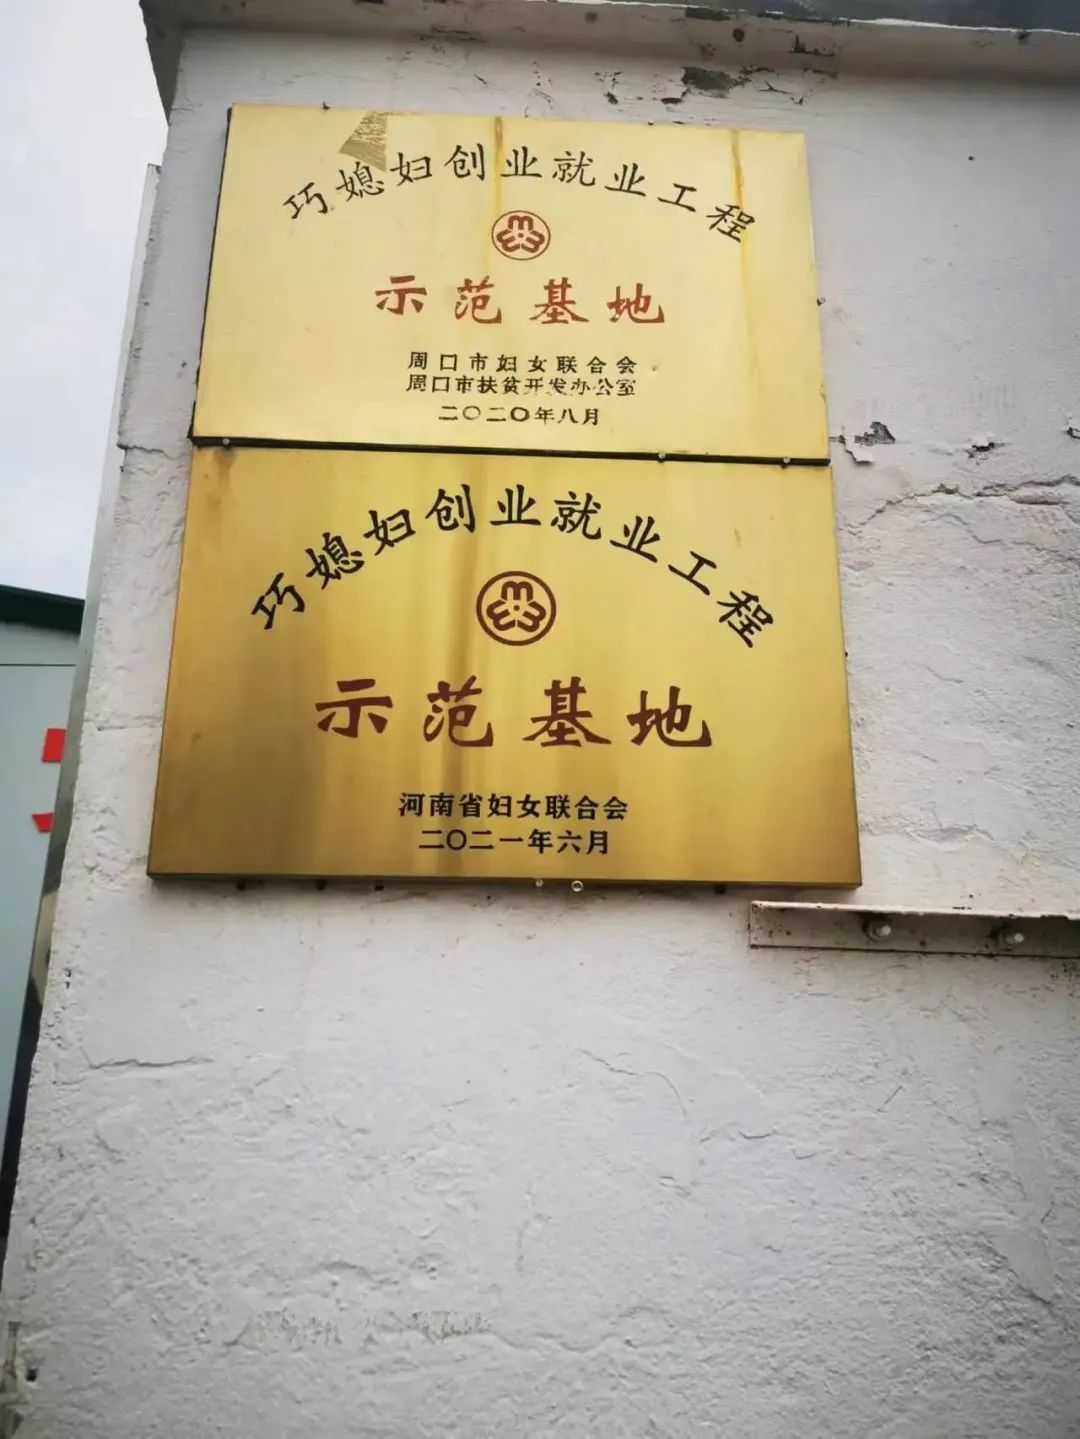 巧媳妇创业就业工程
示范基地
周口市妇女联合会
周口市扶贫开发办公室
二〇二〇年八月
巧媳妇创业就业工程
示范基地
河南省妇女联合会
二〇二一年六月